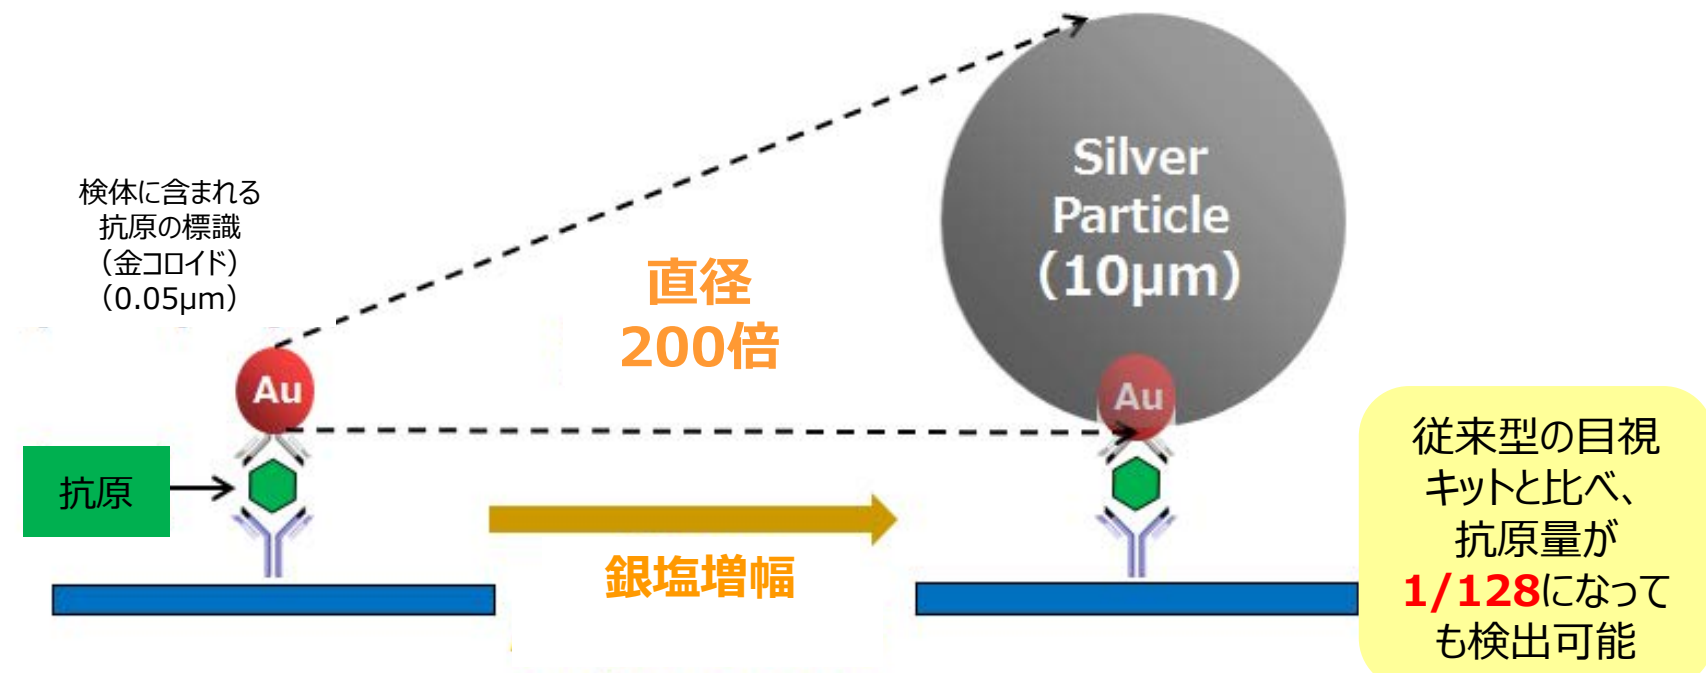 検体に含まれる
抗原の標識
（金コロイド）
（0.05μm）
Au
抗原
直径
200倍
銀塩増幅
Silver
Particle
（10μm）
Au
従来型の目視
キットと比べ、
抗原量が
1/128になって
も検出可能